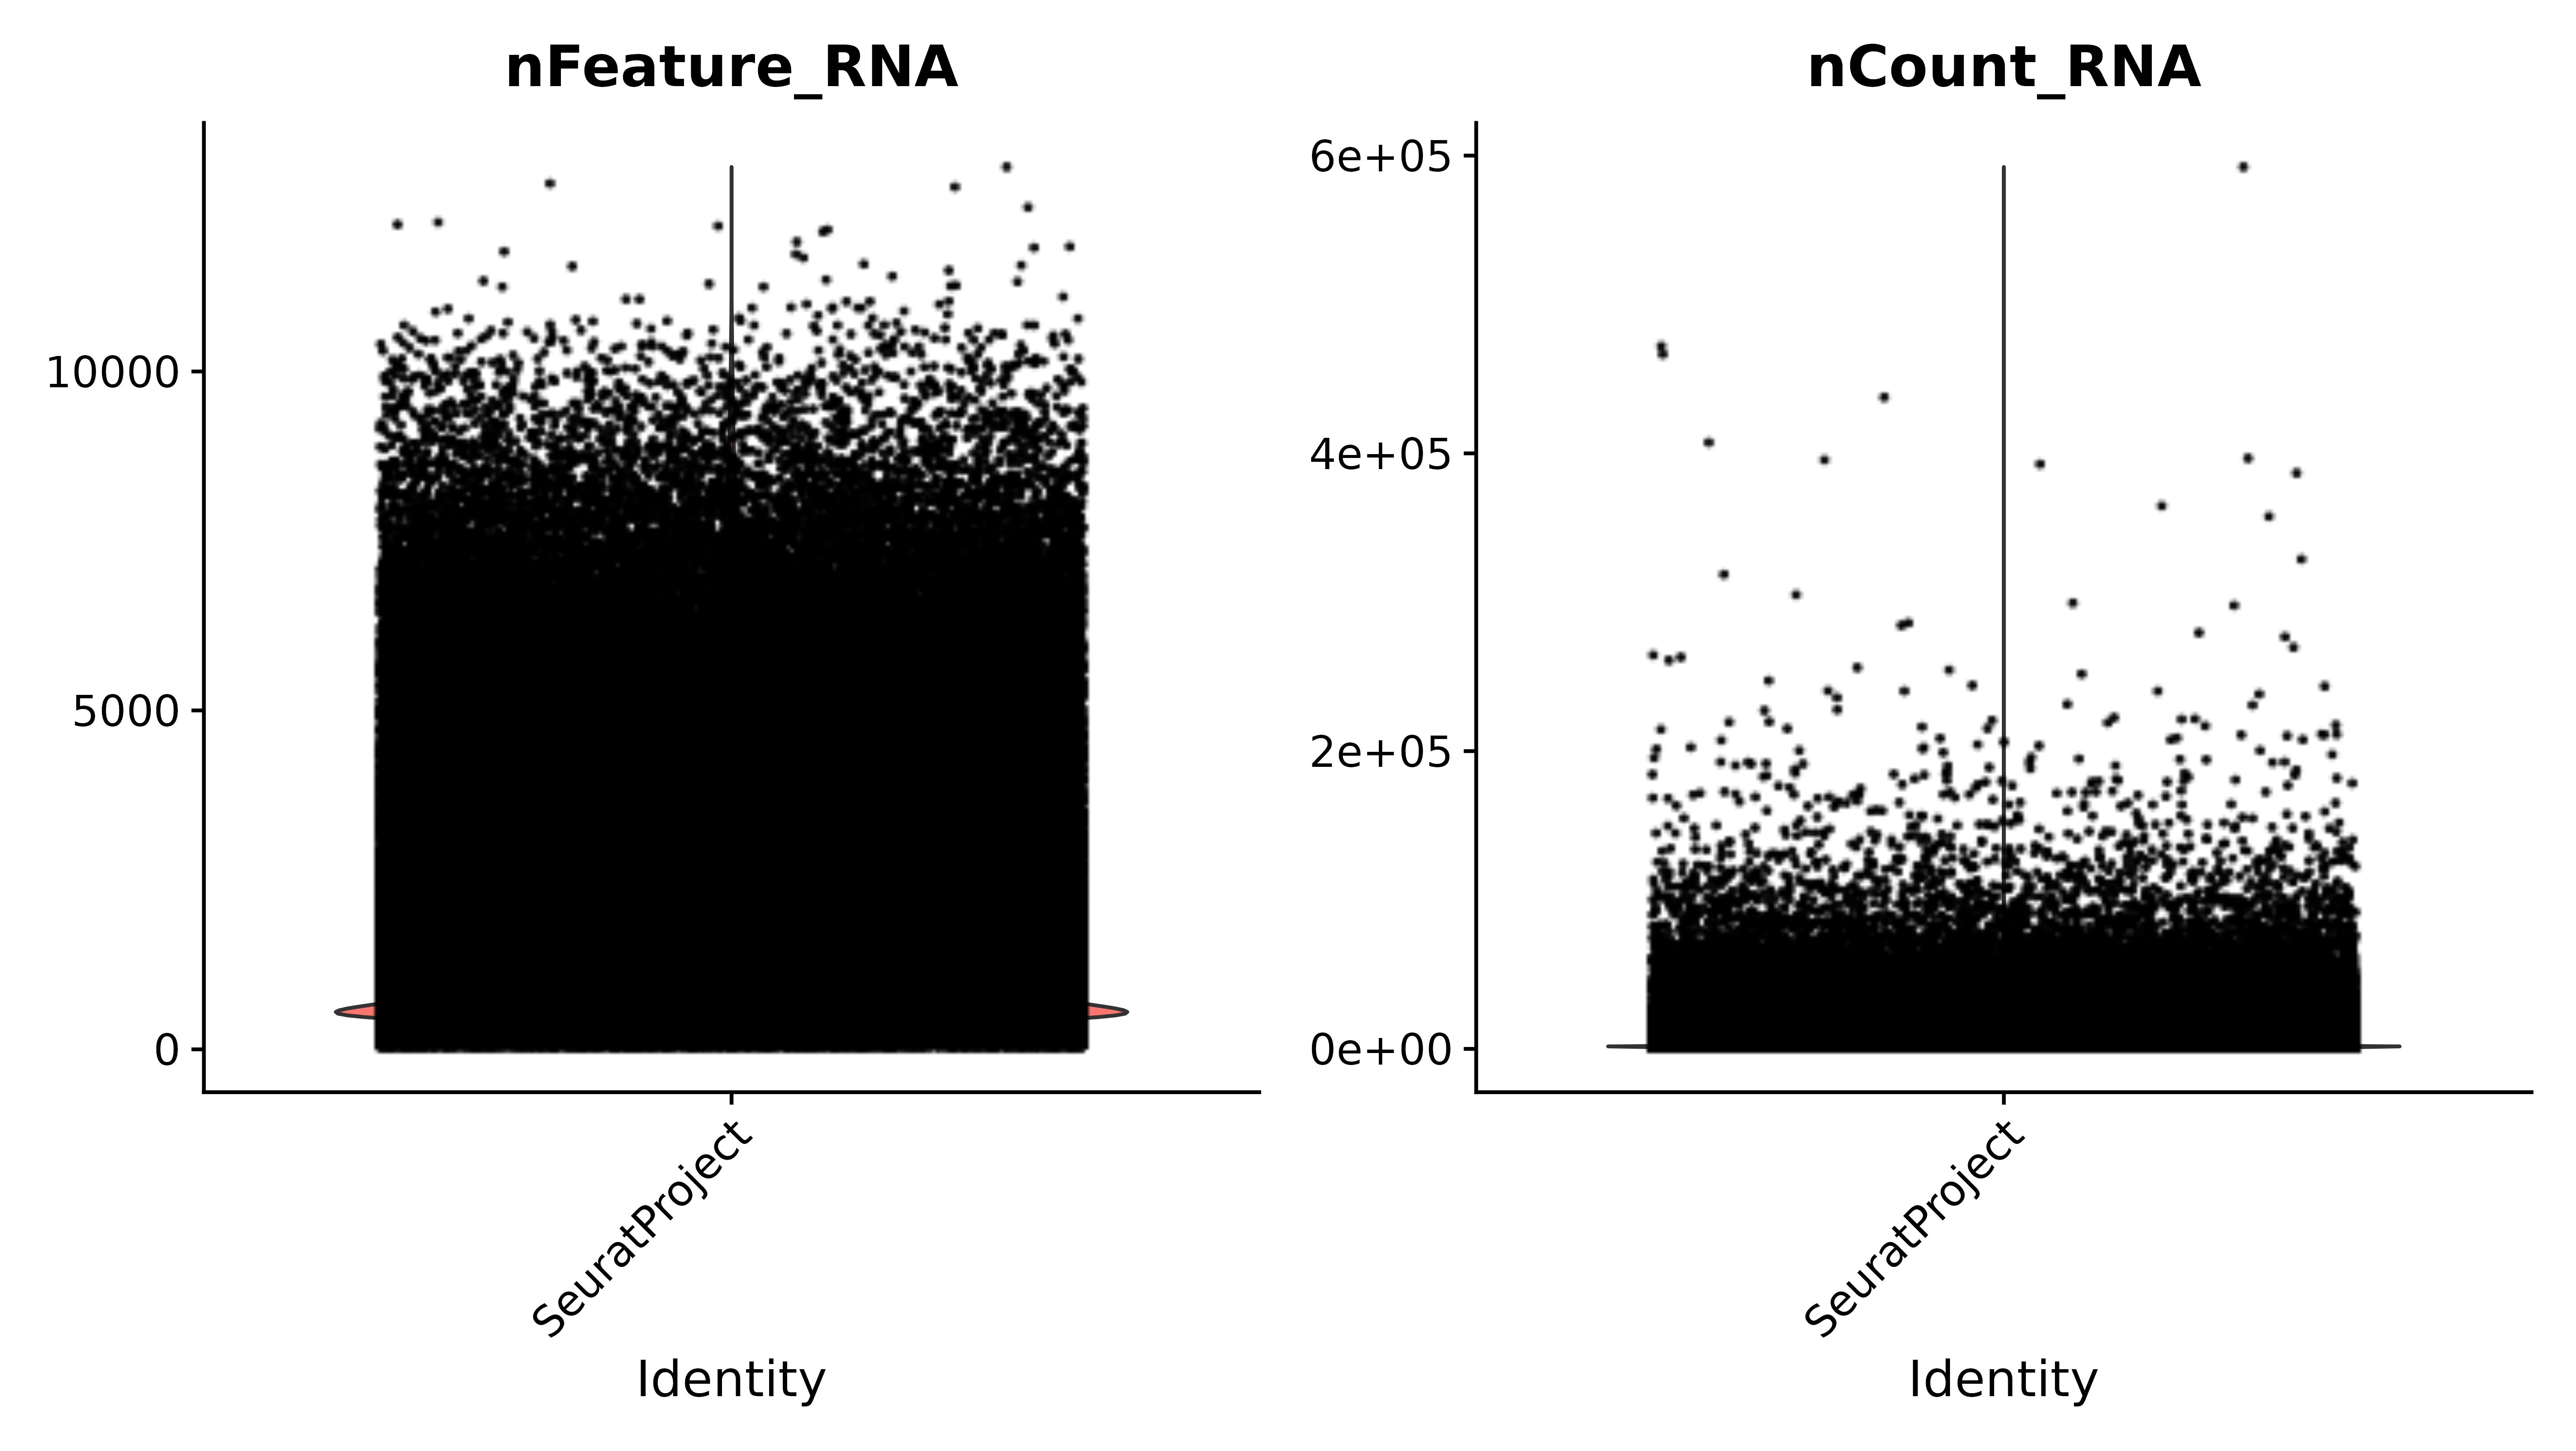 nFeature_RNA
10000
5000
0
SeuratProject
Identity
nCount_RNA
6e+05
4e+05
2e+05
0e+00
SeuratProject
Identity